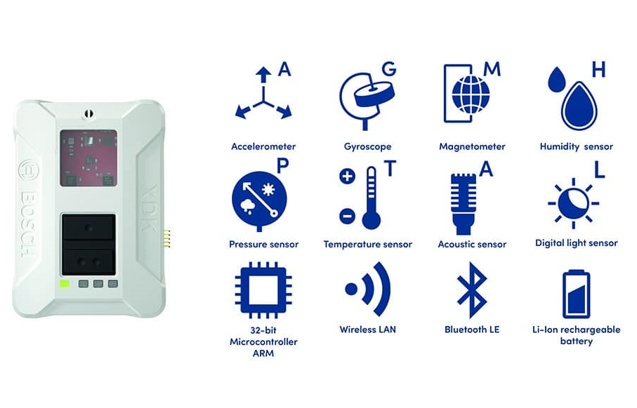 BOSCH
XDK
A
Accelerometer
G
Gyroscope
M
Magnetometer
H
Humidity sensor
P
Pressure sensor
T
Temperature sensor
A
Acoustic sensor
L
Digital light sensor
32-bit
Microcontroller
ARM
Wireless LAN
Bluetooth LE
Li-Ion rechargeable
battery